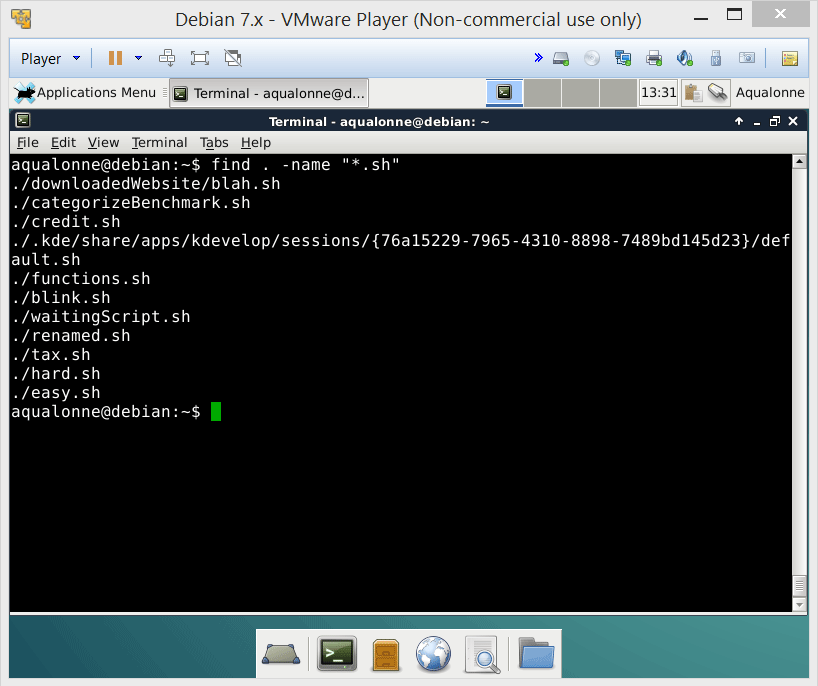 Debian 7.x - VMware Player (Non-commercial use only)
Player
Applications Menu
Terminal - aqualonne@d...
13:31
Aqualonne
Terminal - aqualonne@debian: ~
File Edit View Terminal Tabs Help
aqualonne@debian:~$ find . -name "*.sh"
./downloadedWebsite/blah.sh
./categorizeBenchmark.sh
./credit.sh
./.kde/share/apps/kdevelop/sessions/{76a15229-7965-4310-8898-7489bd145d23}/def
ault.sh
./functions.sh
./blink.sh
./waitingScript.sh
./renamed.sh
./tax.sh
./hard.sh
./easy.sh
aqualonne@debian:~$